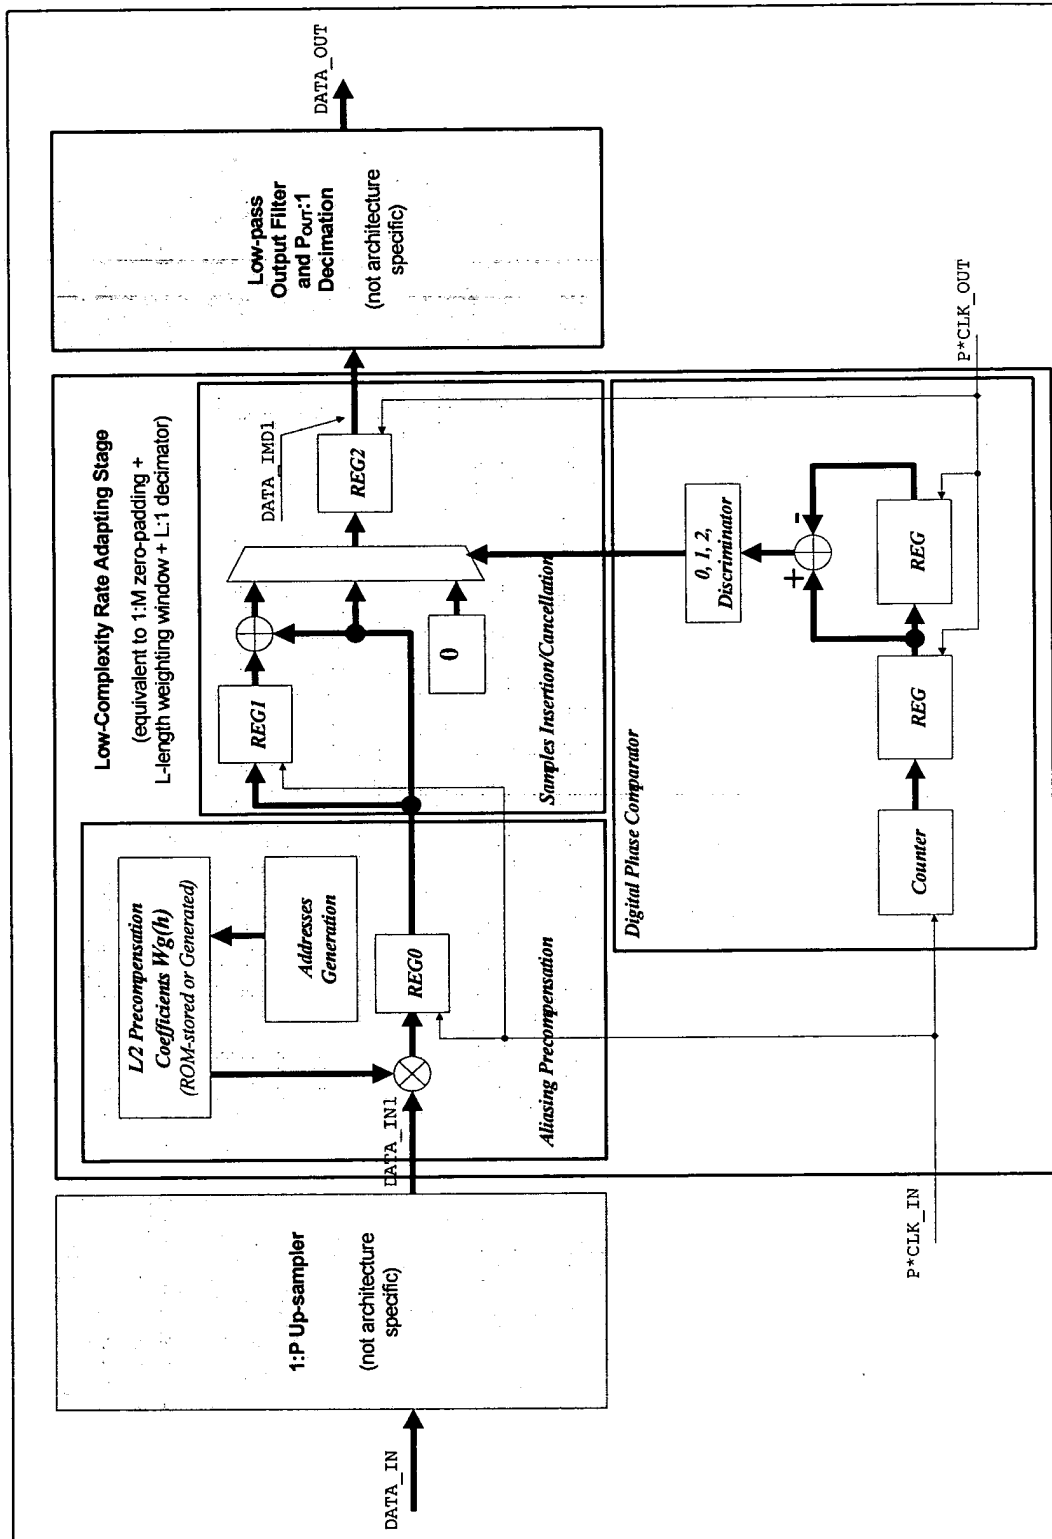 DATA_IN
1:P Up-sampler
(not architecture
specific)
DATA_IN1
Low-Complexity Rate Adapting Stage
(equivalent to 1:M zero-padding +
L-length weighting window + L:1 decimator)
L/2 Precompensation
Coefficients Wg(h)
(ROM-stored or Generated)
Addresses
Generation
REG0
Aliasing Precompensation
REG1
0
REG2
DATA_IMD1
Samples Insertion/Cancellation
Low-pass
Output Filter
and POUT:1
Decimation
(not architecture
specific)
DATA_OUT
Digital Phase Comparator
Counter
REG
REG
+
-
0, 1, 2,
Discriminator
P*CLK_IN
P*CLK_OUT